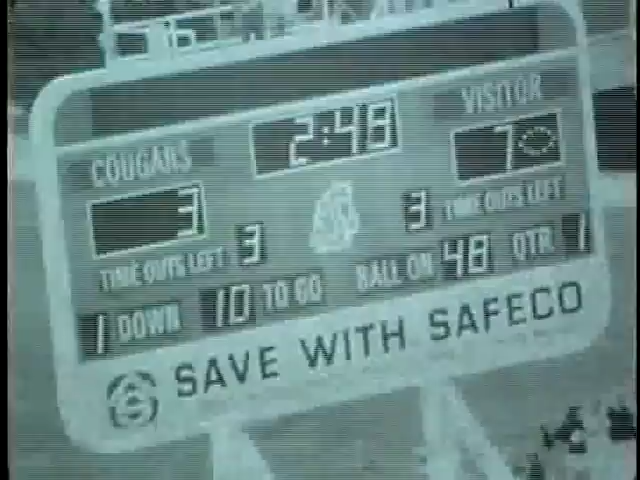 VISITOR
2:48
COUGARS
7
3
3 TIME OUTS LEFT
TIME OUTS LEFT 3
1 DOWN 10 TO GO BALL ON 48 QTR 1
SAVE WITH SAFECO